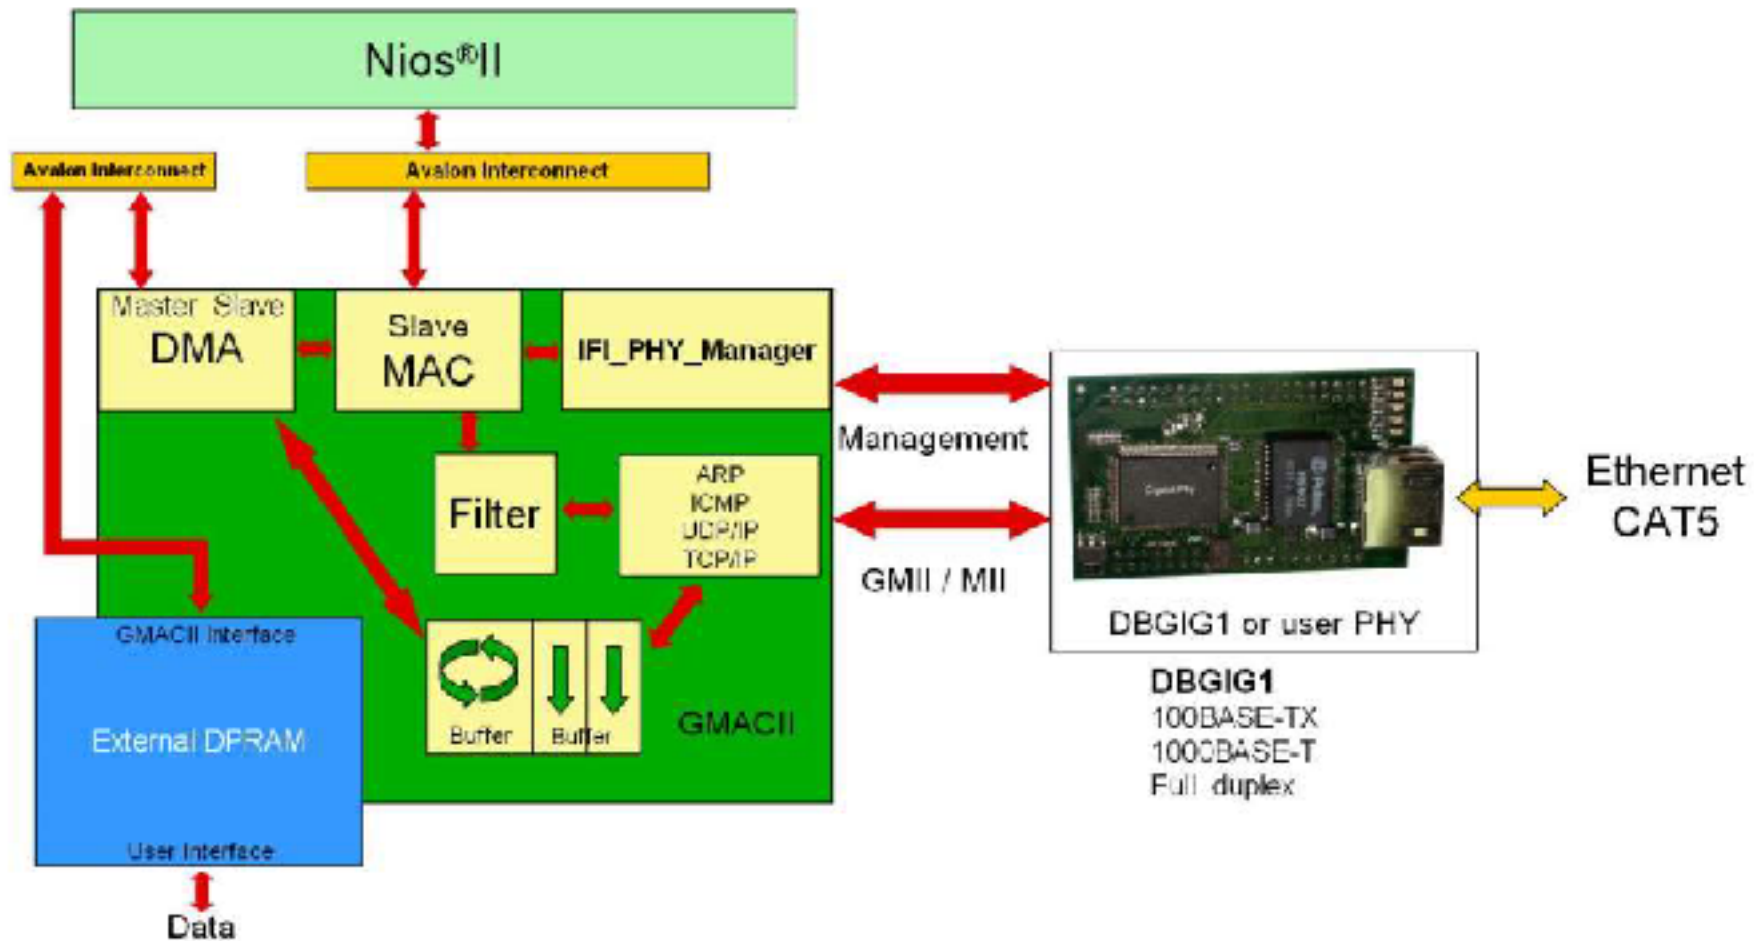 Nios®II
Avalon Interconnect
Avalon Interconnect
Master Slave
DMA
Slave
MAC
IFI_PHY_Manager
Management
Filter
ARP
ICMP
UDP/IP
TCP/IP
GMII / MII
Ethernet
CAT5
DBGIG1 or user PHY
DBGIG1
100BASE-TX
1000BASE-T
Full duplex
GMACII Interface
External DPRAM
User Interface
Buffer
Buffer
GMACII
Data